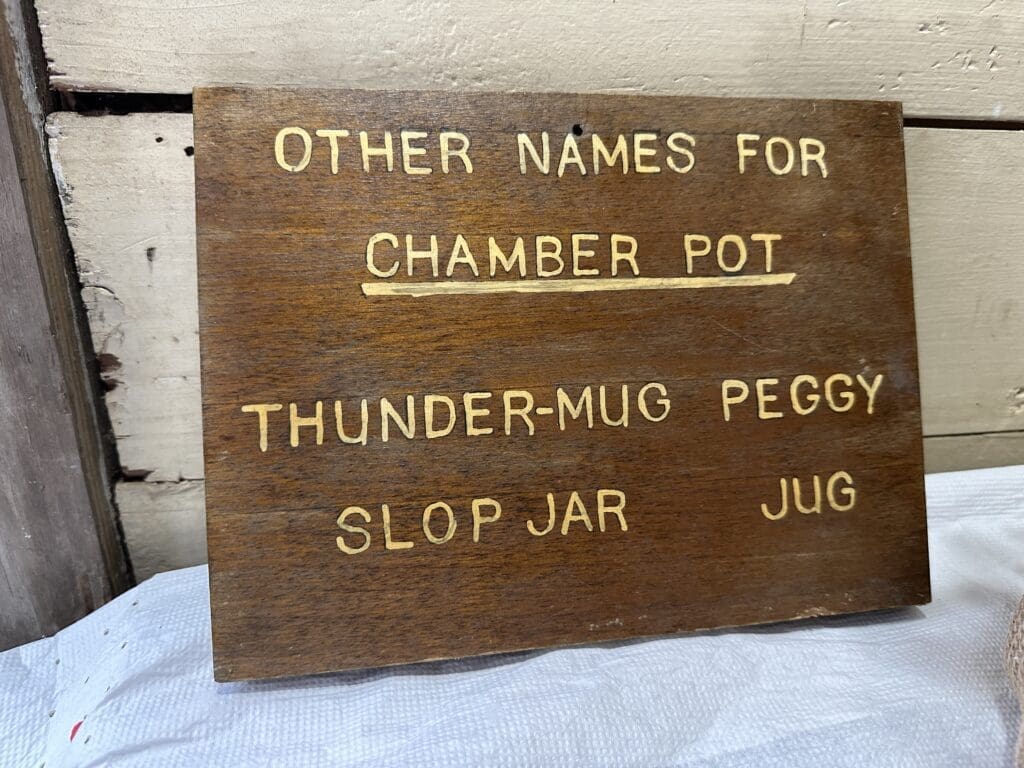 OTHER NAMES FOR
CHAMBER POT
THUNDER-MUG PEGGY
SLOP JAR JUG